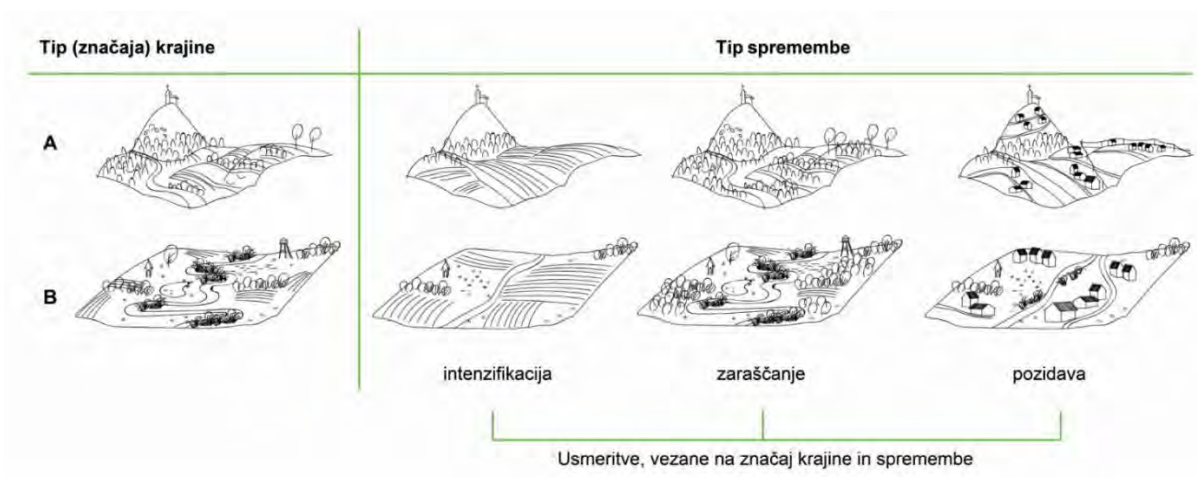 Tip (značaja) krajine
Tip spremembe
A
B
intenzifikacija
zaraščanje
pozidava
Usmeritve, vezane na značaj krajine in spremembe